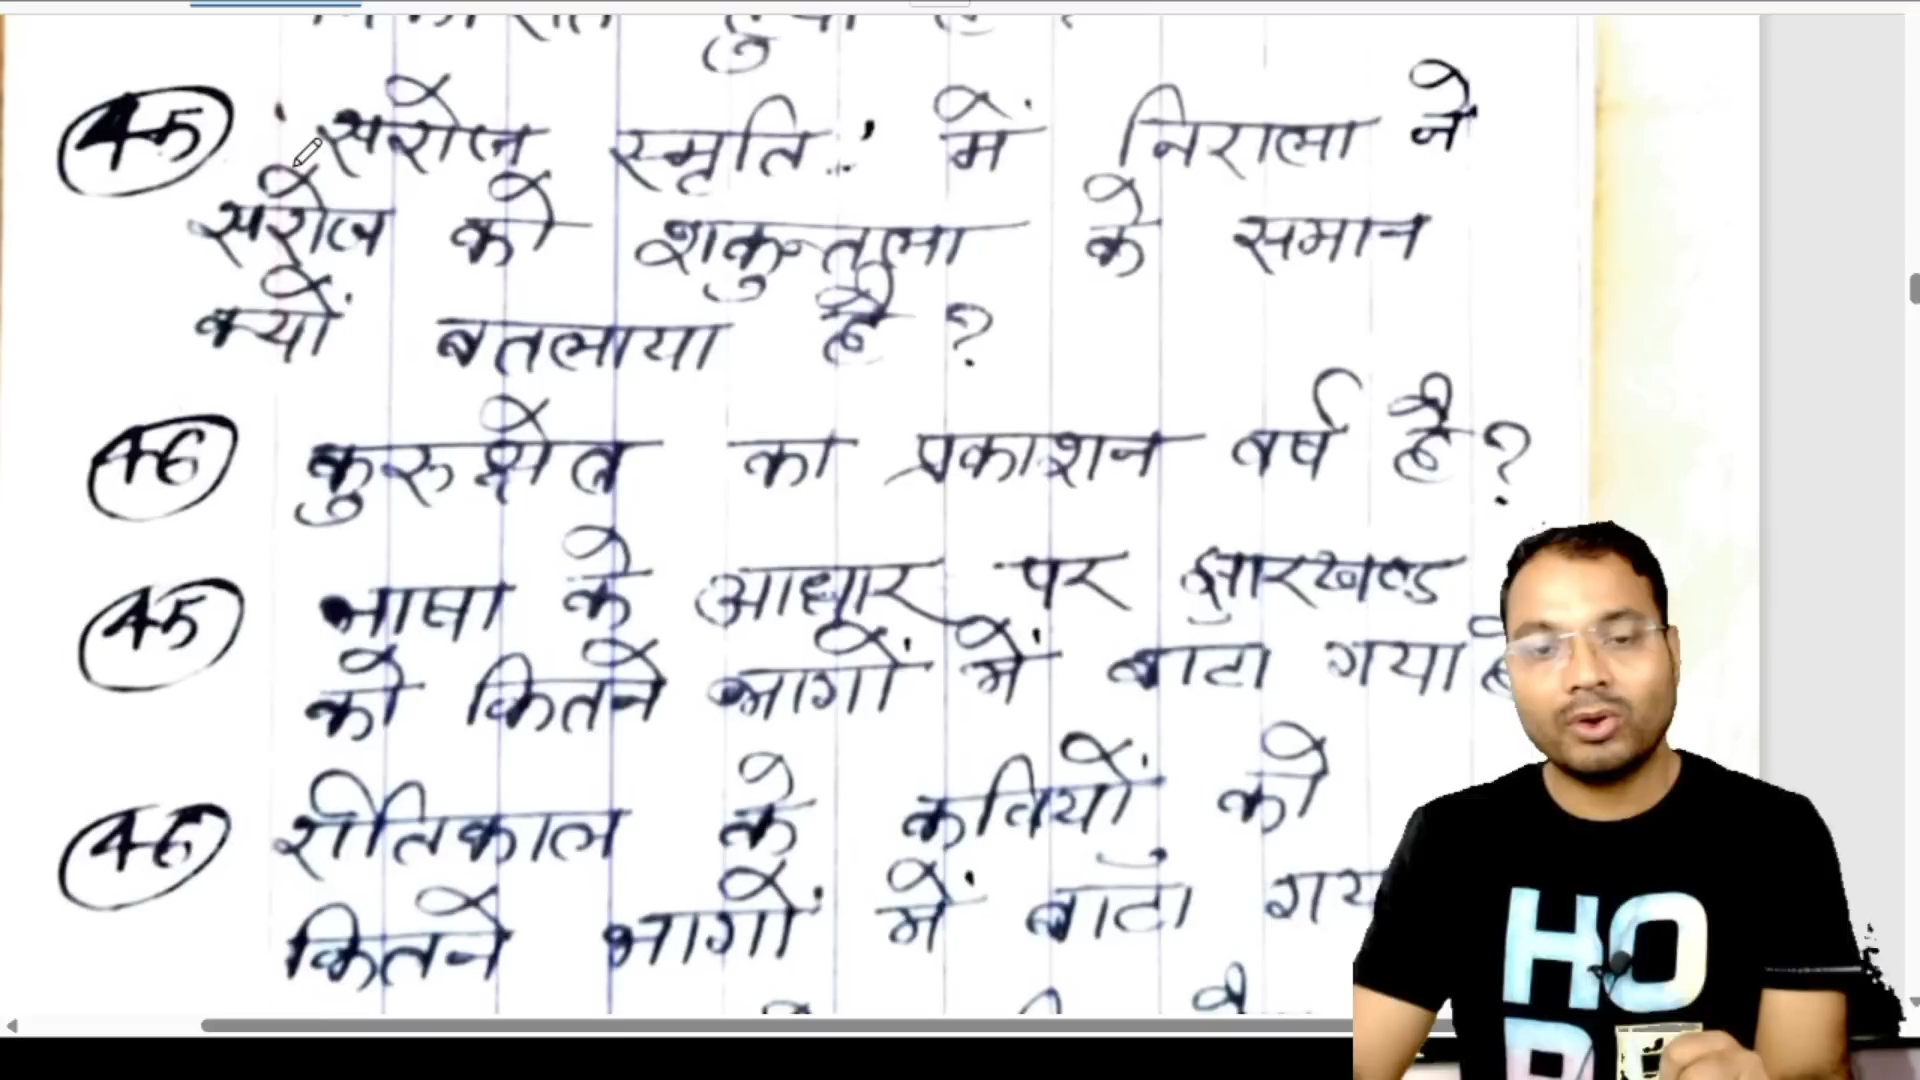 45 'सरोज स्मृति' में निराला ने
सरोज को शकुन्तला के समान
क्यों बतलाया है ?
46 कुरुक्षेत्र का प्रकाशन वर्ष है ?
45 भाषा के आधार पर झारखण्ड
को कितने भागों में बाटा गया
46 रीतिकाल के कवियों को
कितने भागों में बाटा
HO